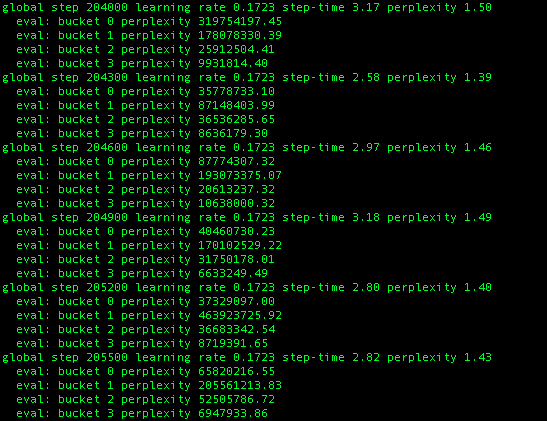 global step 204000 learning rate 0.1723 step-time 3.17 perplexity 1.50
eval: bucket 0 perplexity 319754197.45
eval: bucket 1 perplexity 178078330.39
eval: bucket 2 perplexity 25912504.41
eval: bucket 3 perplexity 9931814.40
global step 204300 learning rate 0.1723 step-time 2.58 perplexity 1.39
eval: bucket 0 perplexity 35778733.10
eval: bucket 1 perplexity 87148403.99
eval: bucket 2 perplexity 36536285.65
eval: bucket 3 perplexity 8636179.30
global step 204600 learning rate 0.1723 step-time 2.97 perplexity 1.46
eval: bucket 0 perplexity 87774307.32
eval: bucket 1 perplexity 193073375.07
eval: bucket 2 perplexity 20613237.32
eval: bucket 3 perplexity 10638000.32
global step 204900 learning rate 0.1723 step-time 3.18 perplexity 1.49
eval: bucket 0 perplexity 40460730.23
eval: bucket 1 perplexity 170102529.22
eval: bucket 2 perplexity 31750178.01
eval: bucket 3 perplexity 6633249.49
global step 205200 learning rate 0.1723 step-time 2.80 perplexity 1.40
eval: bucket 0 perplexity 37329097.00
eval: bucket 1 perplexity 463923725.92
eval: bucket 2 perplexity 36683342.54
eval: bucket 3 perplexity 8719391.65
global step 205500 learning rate 0.1723 step-time 2.82 perplexity 1.43
eval: bucket 0 perplexity 65820216.55
eval: bucket 1 perplexity 205561213.83
eval: bucket 2 perplexity 52505786.72
eval: bucket 3 perplexity 6947933.86